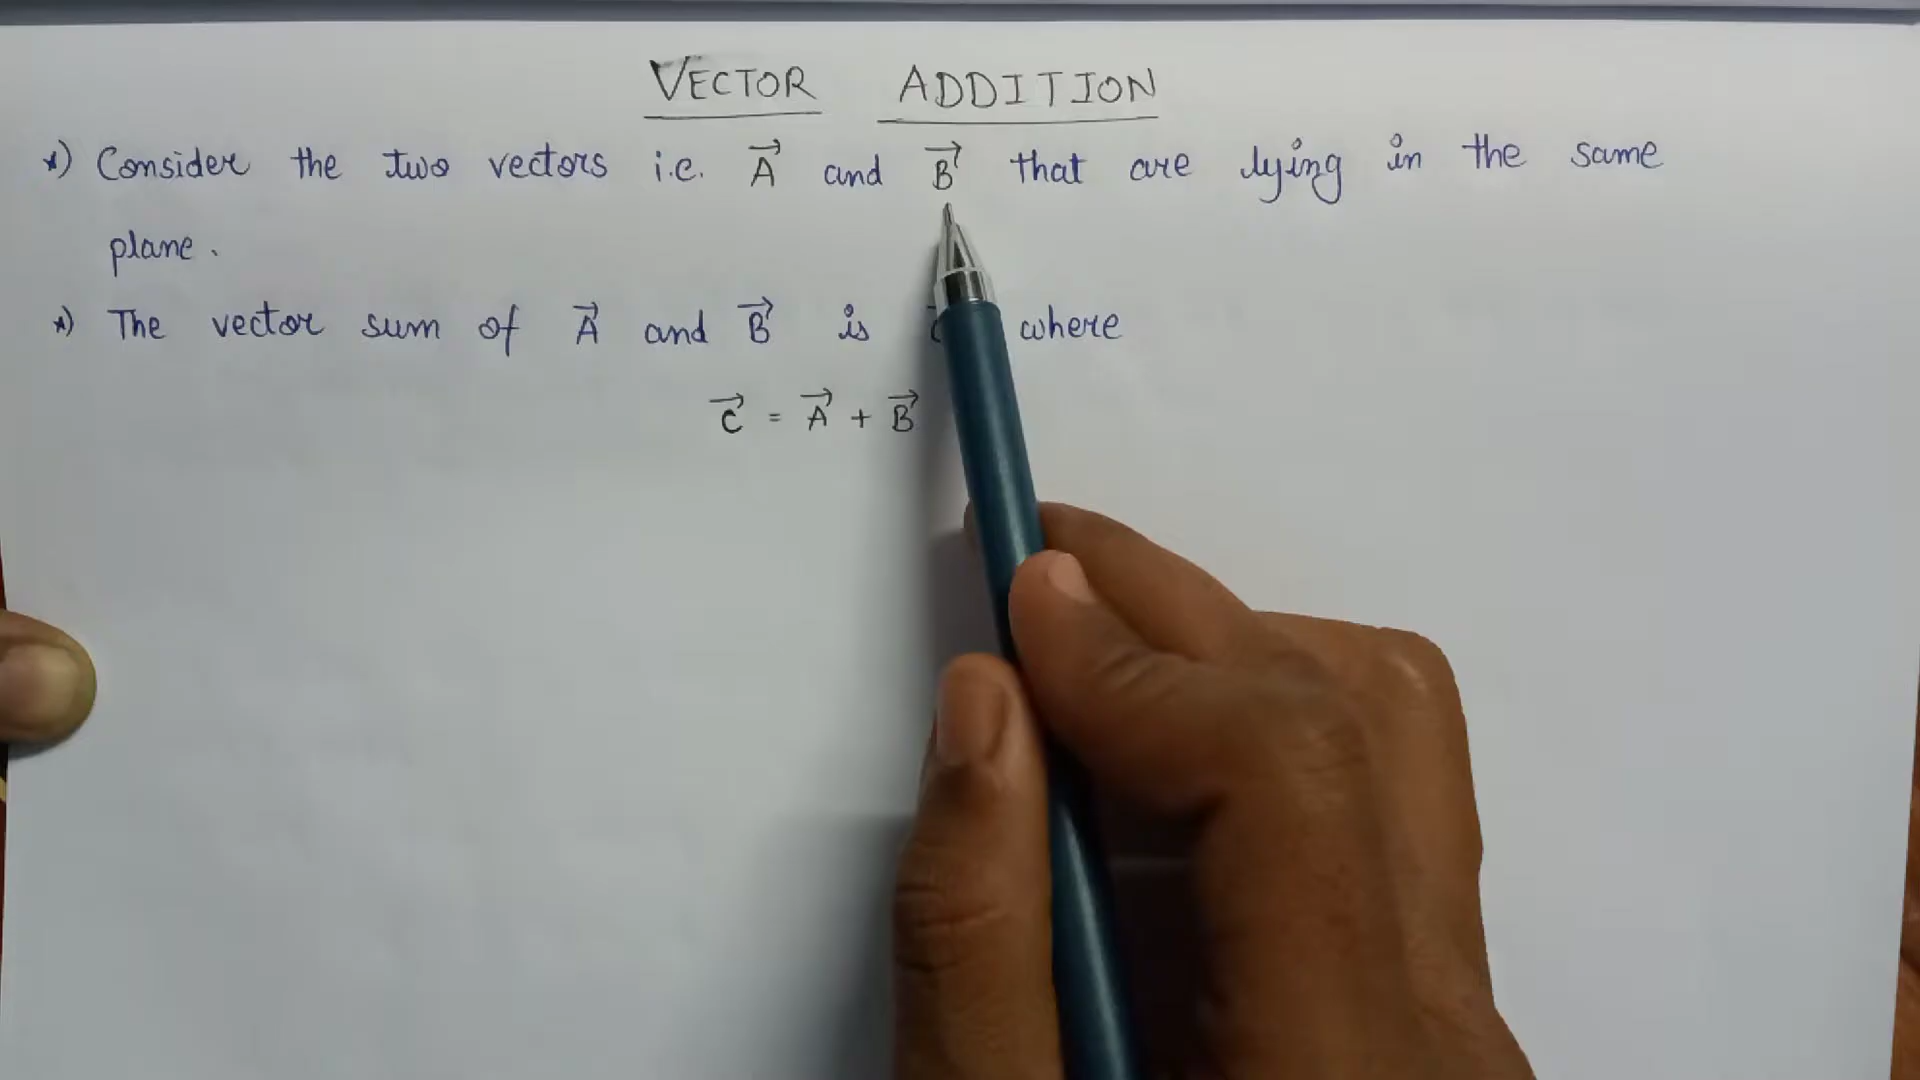 VECTOR ADDITION
*) Consider the two vectors i.e. A⃗ and B⃗ that are lying in the same
plane.
*) The vector sum of A⃗ and B⃗ is where
C⃗ = A⃗ + B⃗